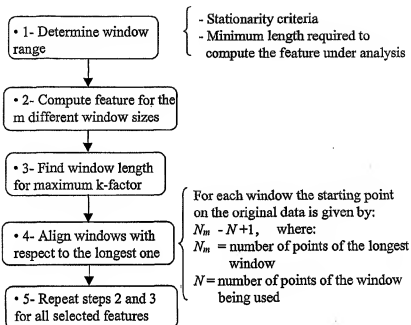 • 1- Determine window
range
- Stationarity criteria
- Minimum length required to
compute the feature under analysis
• 2- Compute feature for the
m different window sizes
• 3- Find window length
for maximum k-factor
• 4- Align windows with
respect to the longest one
For each window the starting point
on the original data is given by:
Nm - N+1, where:
Nm = number of points of the longest
window
N = number of points of the window
being used
• 5- Repeat steps 2 and 3
for all selected features